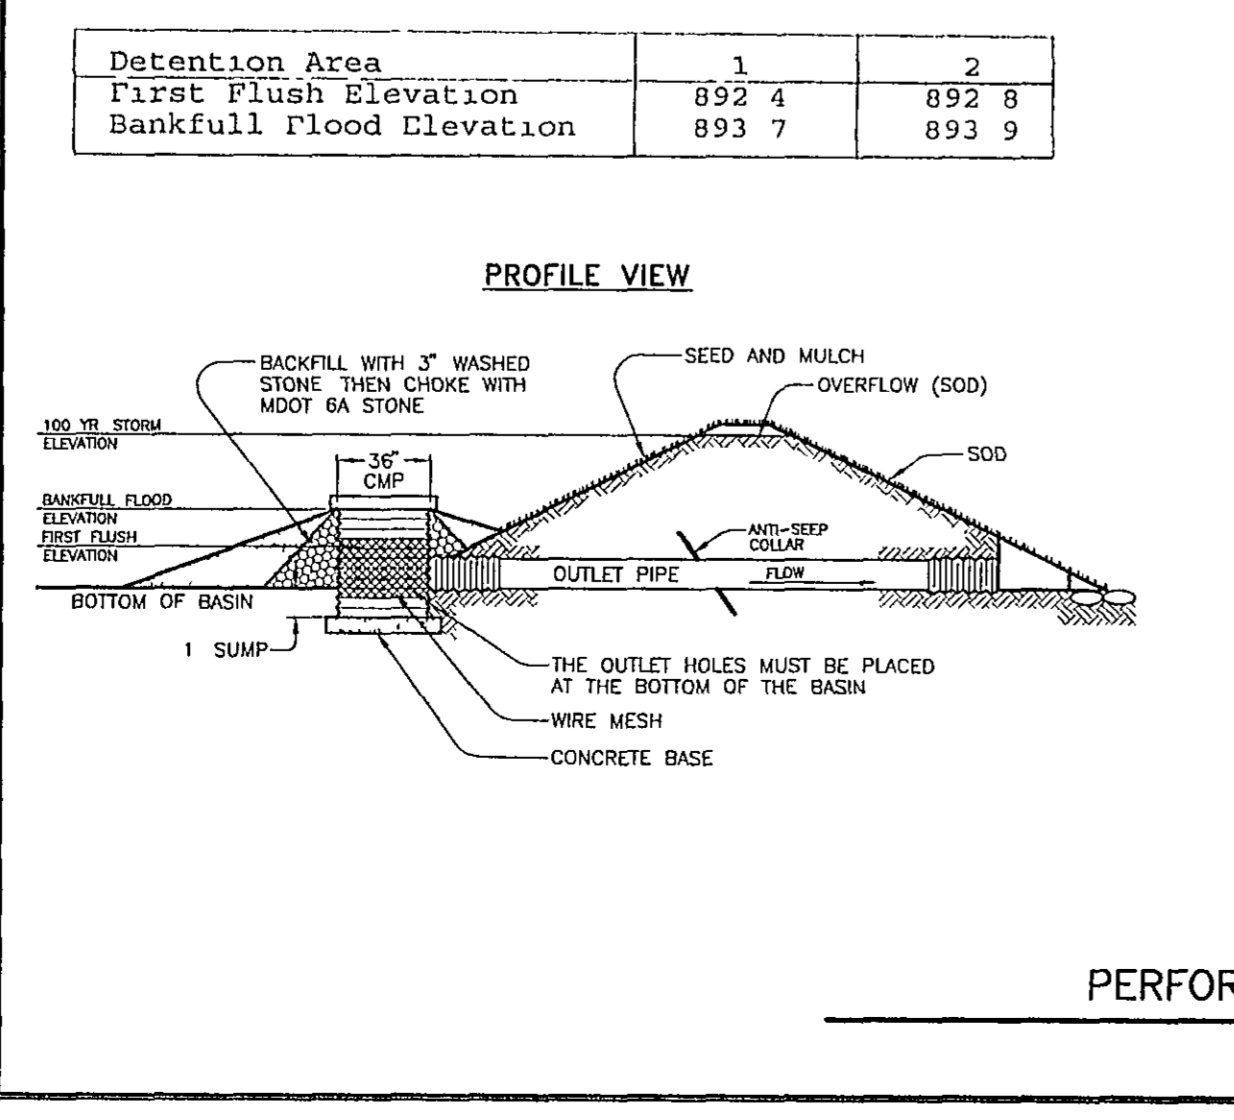 Detention Area 1 2
First Flush Elevation 892 4 892 8
Bankfull Flood Elevation 893 7 893 9
PROFILE VIEW
BACKFILL WITH 3" WASHED
STONE THEN CHOKE WITH
MDOT 6A STONE
SEED AND MULCH
OVERFLOW (SOD)
100 YR STORM
ELEVATION
36"
CMP
SOD
BANKFULL FLOOD
ELEVATION
FIRST FLUSH
ELEVATION
ANTI-SEEP
COLLAR
OUTLET PIPE
FLOW
BOTTOM OF BASIN
1 SUMP
THE OUTLET HOLES MUST BE PLACED
AT THE BOTTOM OF THE BASIN
WIRE MESH
CONCRETE BASE
PERFOR